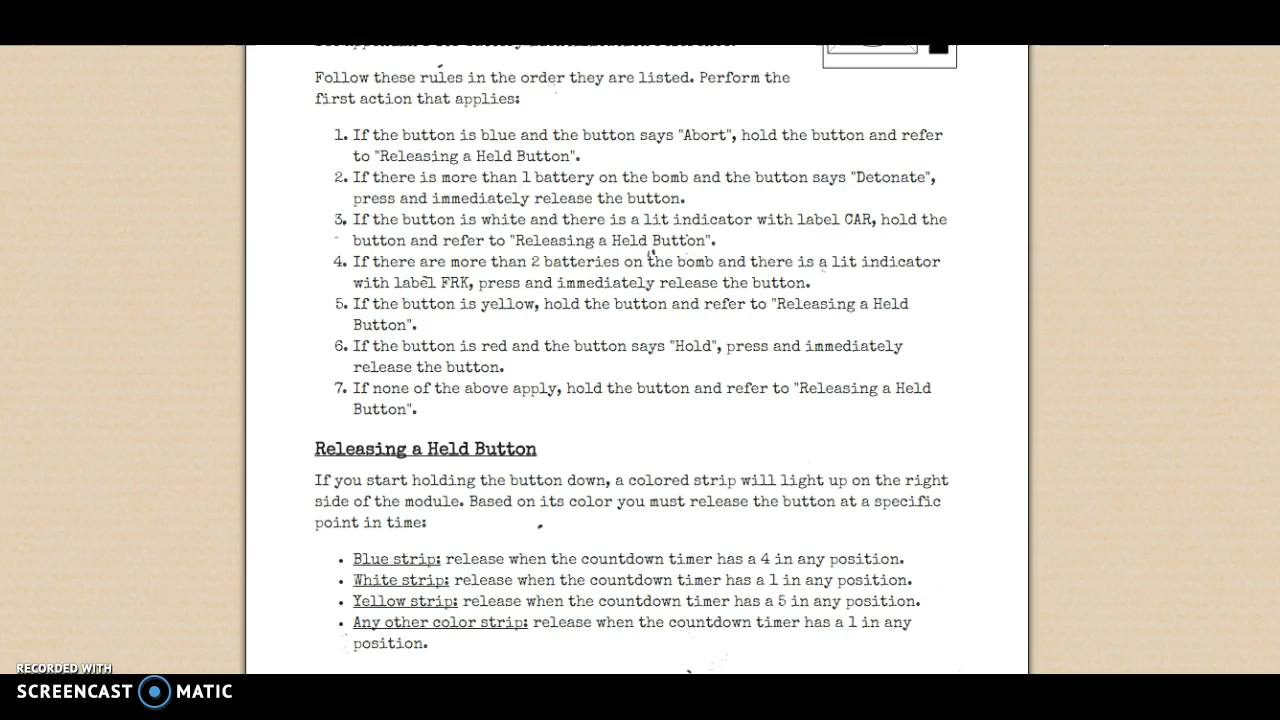 Follow these rules in the order they are listed. Perform the
first action that applies:
1. If the button is blue and the button says "Abort", hold the button and refer
to "Releasing a Held Button".
2. If there is more than 1 battery on the bomb and the button says "Detonate",
press and immediately release the button.
3. If the button is white and there is a lit indicator with label CAR, hold the
button and refer to "Releasing a Held Button".
4. If there are more than 2 batteries on the bomb and there is a lit indicator
with label FRK, press and immediately release the button.
5. If the button is yellow, hold the button and refer to "Releasing a Held
Button".
6. If the button is red and the button says "Hold", press and immediately
release the button.
7. If none of the above apply, hold the button and refer to "Releasing a Held
Button".
Releasing a Held Button
If you start holding the button down, a colored strip will light up on the right
side of the module. Based on its color you must release the button at a specific
point in time:
• Blue strip: release when the countdown timer has a 4 in any position.
• White strip: release when the countdown timer has a 1 in any position.
• Yellow strip: release when the countdown timer has a 5 in any position.
• Any other color strip: release when the countdown timer has a 1 in any
position.
RECORDED WITH
SCREENCAST MATIC